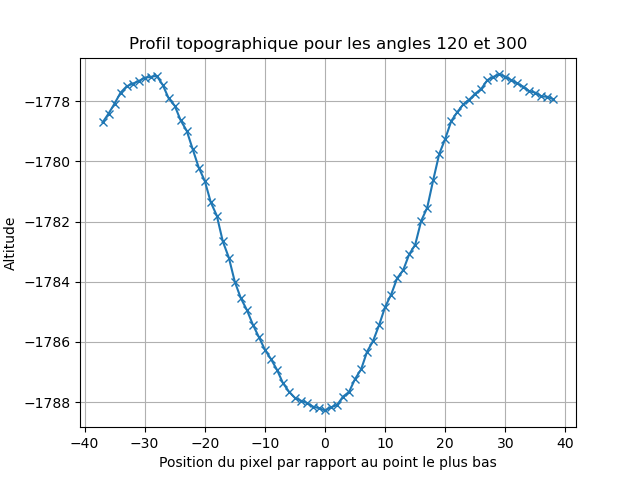 Profil topographique pour les angles 120 et 300
−1778
−1780
−1782
−1784
−1786
−1788
Altitude
−40 −30 −20 −10 0 10 20 30 40
Position du pixel par rapport au point le plus bas